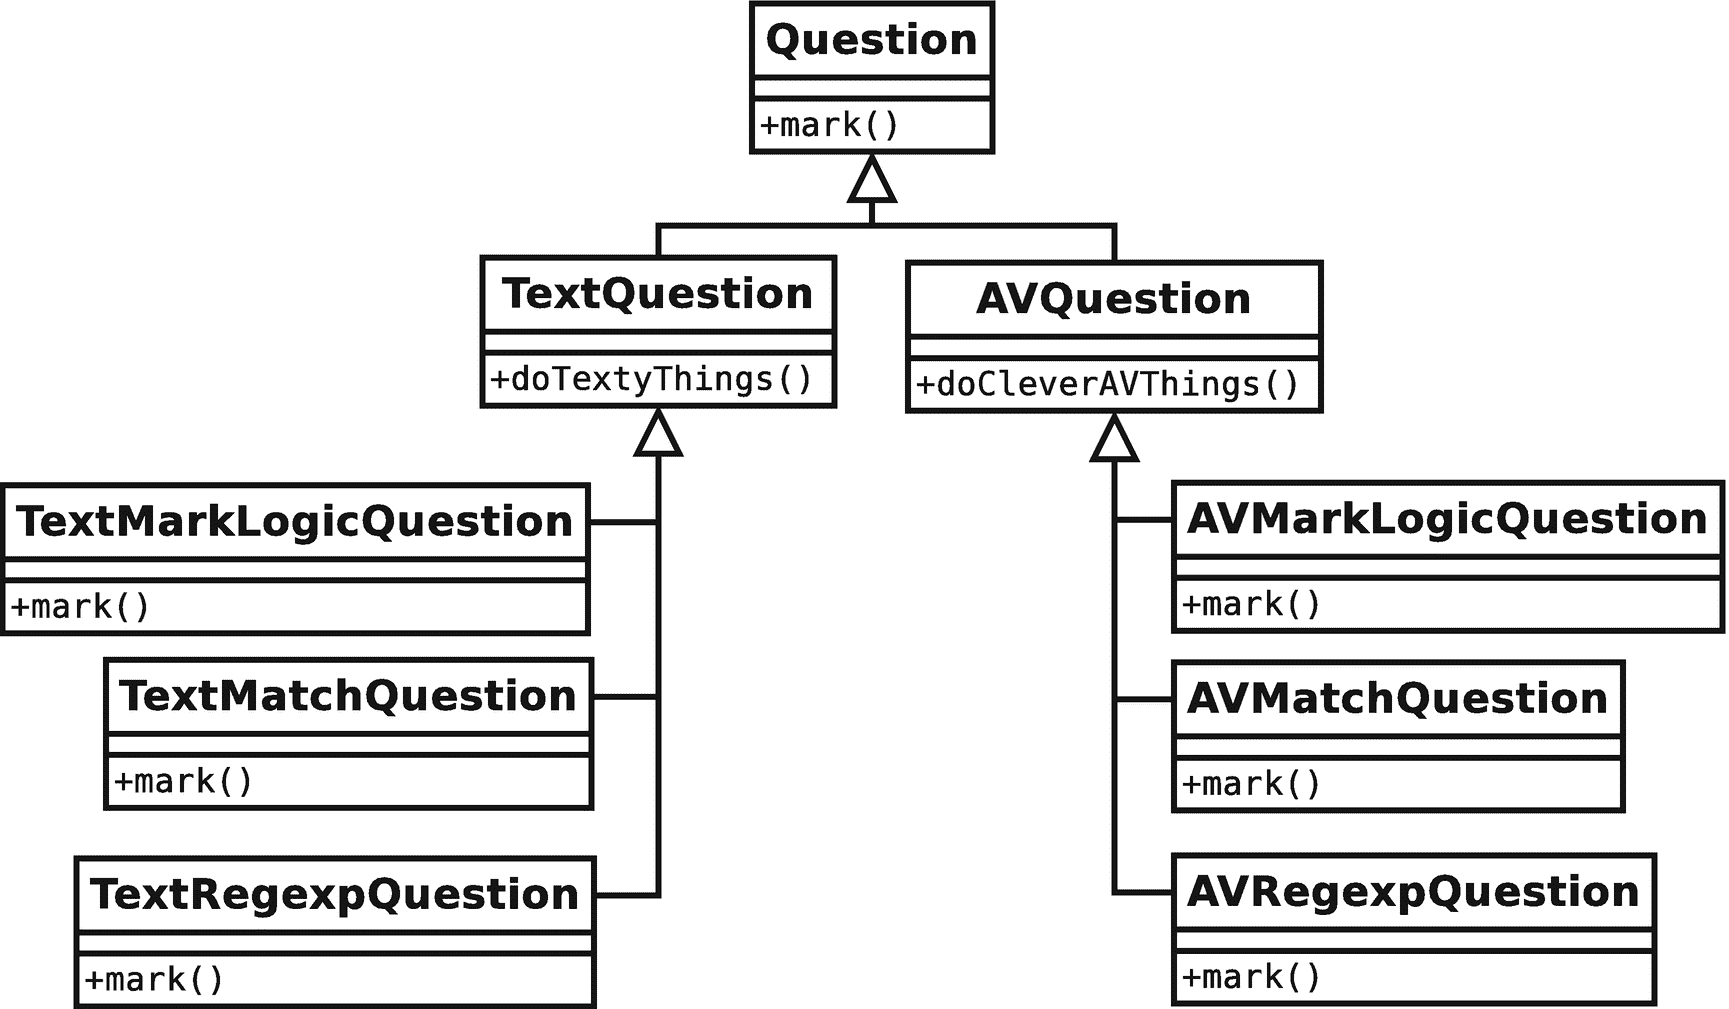 Question
+mark()
TextQuestion
+doTextyThings()
AVQuestion
+doCleverAVThings()
TextMarkLogicQuestion
+mark()
TextMatchQuestion
+mark()
TextRegexpQuestion
+mark()
AVMarkLogicQuestion
+mark()
AVMatchQuestion
+mark()
AVRegexpQuestion
+mark()